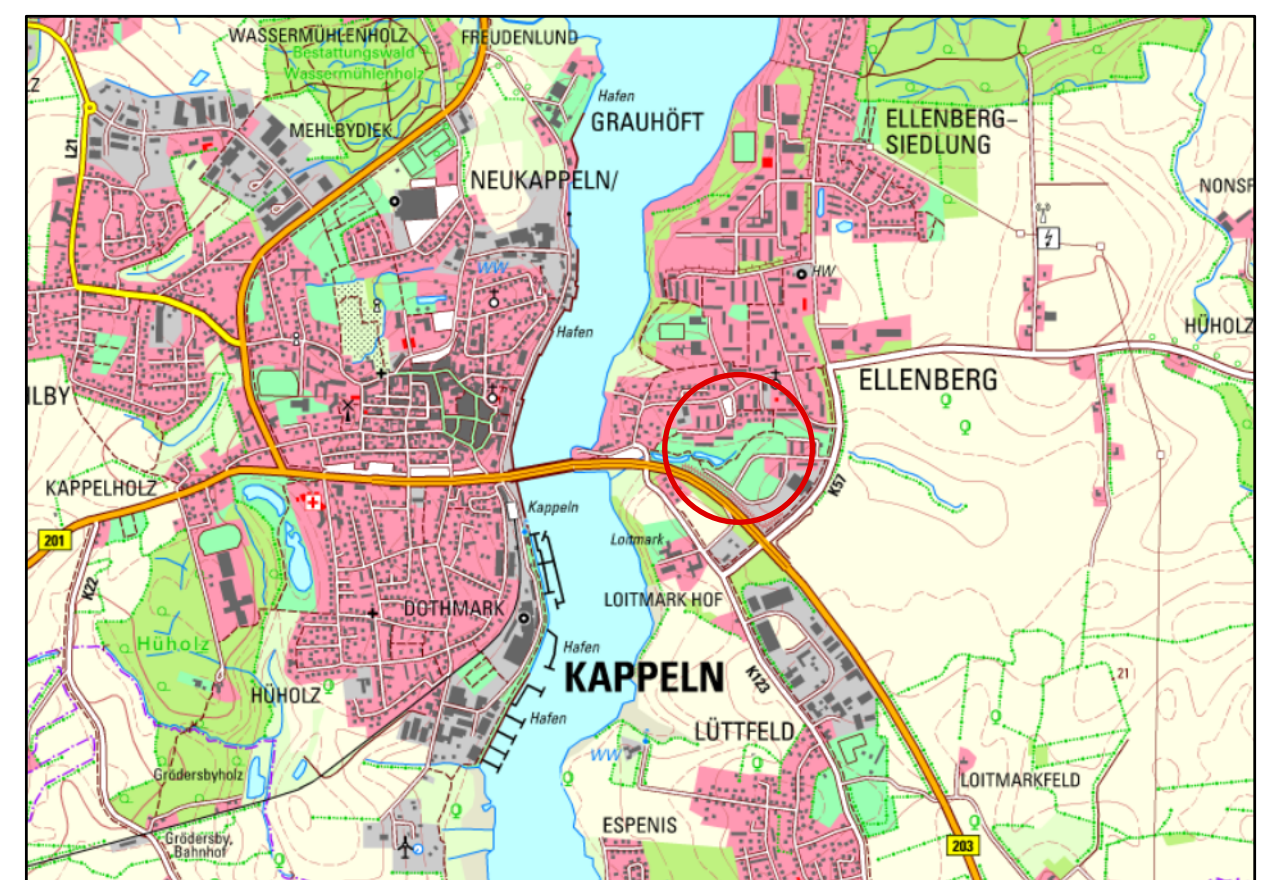 WASSERMÜHLENHOLZ
Bestattungswald
Wassermühlenholz
FREUDENLUND
Hafen
GRAUHÖFT
ELLENBERG-
SIEDLUNG
L21
MEHLBYDIEK
NEUKAPPELN/
WW
HW
Hafen
HÜHOLZ
ELLENBERG
KAPPELHOLZ
201
K22
Kappeln
K57
Loitmark
LOITMARK HOF
DOTHMARK
Hüholz
Hafen
KAPPELN
K123
HÜHOLZ
Hafen
21
LÜTTFELD
WW
Grödersbyholz
LOITMARKFELD
ESPENIS
Grödersby,
Bahnhof
203